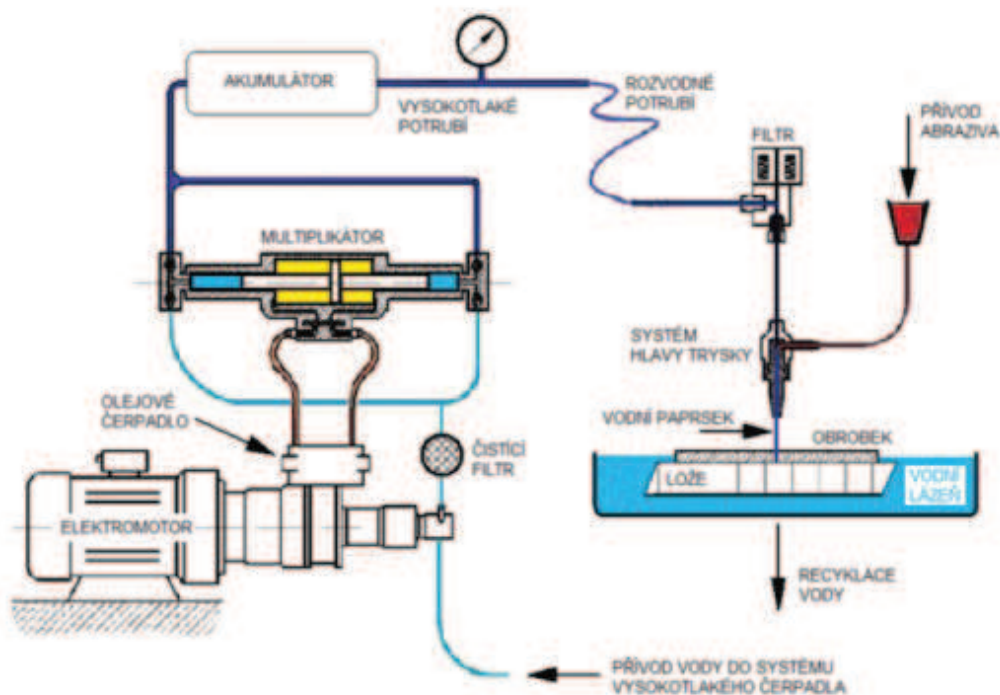 AKUMULÁTOR
VYSOKOTLAKÉ
POTRUBÍ
ROZVODNÉ
POTRUBÍ
FILTR
PŘÍVOD
ABRAZIVA
MULTIPLIKÁTOR
SYSTÉM
HLAVY TRYSKY
OLEJOVÉ
ČERPADLO
ČISTÍCÍ
FILTR
VODNÍ PAPRSEK
OBROBEK
LOŽE
VODNÍ
LÁZEŇ
ELEKTROMOTOR
RECYKLACE
VODY
PŘÍVOD VODY DO SYSTÉMU
VYSOKOTLAKÉHO ČERPADLA